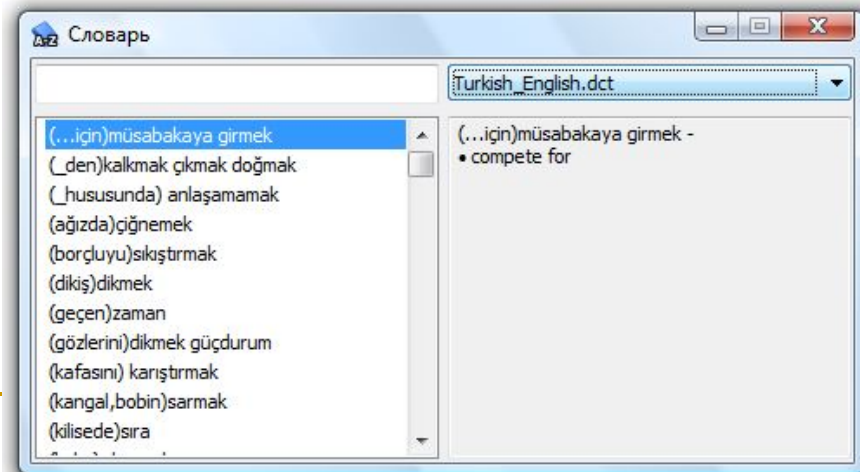 A-Z Словарь
Turkish_English.dct
(...için)müsabakaya girmek
(_den)kalkmak çıkmak doğmak
(_hususunda) anlaşamamak
(ağızda)çiğnemek
(borçluyu)sıkıştırmak
(dikiş)dikmek
(geçen)zaman
(gözlerini)dikmek güçdurum
(kafasını) karıştırmak
(kangal,bobin)sarmak
(kilisede)sıra
(...için)müsabakaya girmek -
• compete for